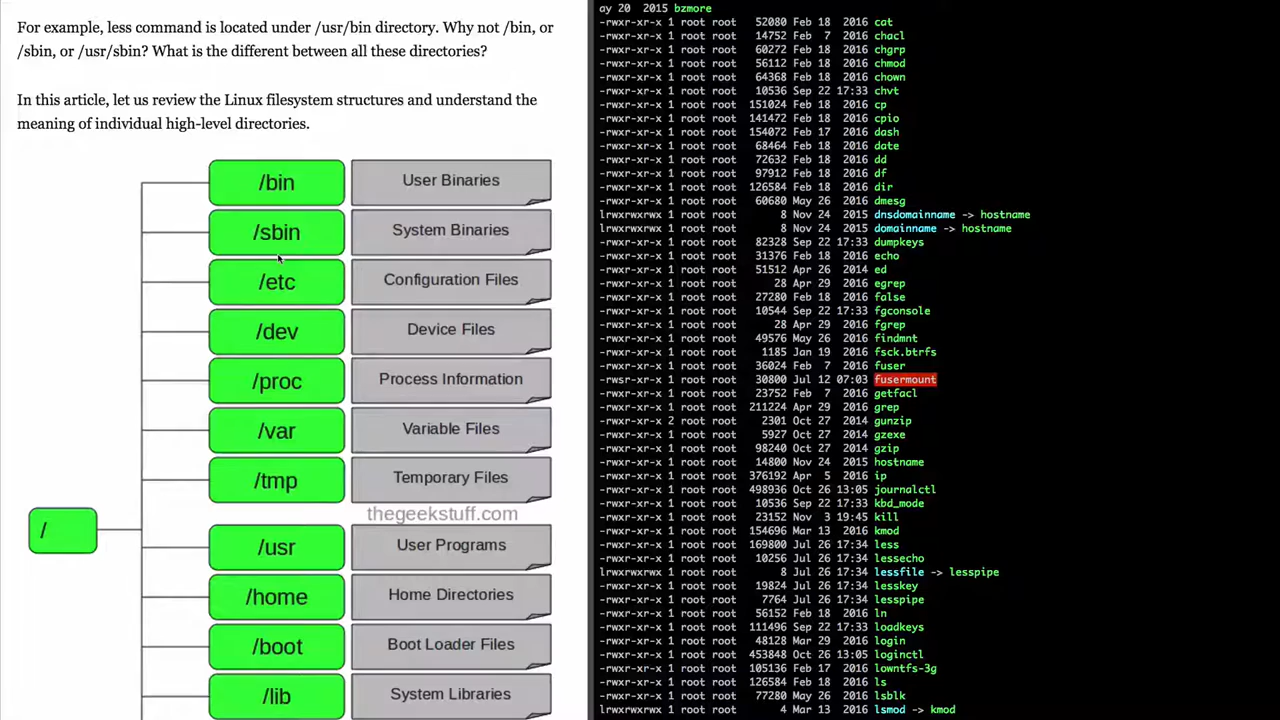 For example, less command is located under /usr/bin directory. Why not /bin, or
/sbin, or /usr/sbin? What is the different between all these directories?
In this article, let us review the Linux filesystem structures and understand the
meaning of individual high-level directories.
/bin User Binaries
/sbin System Binaries
/etc Configuration Files
/dev Device Files
/proc Process Information
/var Variable Files
/tmp Temporary Files
thegeekstuff.com
/
/usr User Programs
/home Home Directories
/boot Boot Loader Files
/lib System Libraries
ay 20  2015 bzmore
-rwxr-xr-x 1 root root   52080 Feb 18  2016 cat
-rwxr-xr-x 1 root root   14752 Feb  7  2016 chacl
-rwxr-xr-x 1 root root   60272 Feb 18  2016 chgrp
-rwxr-xr-x 1 root root   56112 Feb 18  2016 chmod
-rwxr-xr-x 1 root root   64368 Feb 18  2016 chown
-rwxr-xr-x 1 root root   10536 Sep 22 17:33 chvt
-rwxr-xr-x 1 root root  151024 Feb 18  2016 cp
-rwxr-xr-x 1 root root  141472 Feb 18  2016 cpio
-rwxr-xr-x 1 root root  154072 Feb 17  2016 dash
-rwxr-xr-x 1 root root   68464 Feb 18  2016 date
-rwxr-xr-x 1 root root   72632 Feb 18  2016 dd
-rwxr-xr-x 1 root root   97912 Feb 18  2016 df
-rwxr-xr-x 1 root root  126584 Feb 18  2016 dir
-rwxr-xr-x 1 root root   60680 May 26  2016 dmesg
lrwxrwxrwx 1 root root       8 Nov 24  2015 dnsdomainname -> hostname
lrwxrwxrwx 1 root root       8 Nov 24  2015 domainname -> hostname
-rwxr-xr-x 1 root root   82328 Sep 22 17:33 dumpkeys
-rwxr-xr-x 1 root root   31376 Feb 18  2016 echo
-rwxr-xr-x 1 root root   51512 Apr 26  2014 ed
-rwxr-xr-x 1 root root      28 Apr 29  2016 egrep
-rwxr-xr-x 1 root root   27280 Feb 18  2016 false
-rwxr-xr-x 1 root root   10544 Sep 22 17:33 fgconsole
-rwxr-xr-x 1 root root      28 Apr 29  2016 fgrep
-rwxr-xr-x 1 root root   49576 May 26  2016 findmnt
-rwxr-xr-x 1 root root    1185 Jan 19  2016 fsck.btrfs
-rwxr-xr-x 1 root root   36024 Feb  7  2016 fuser
-rwsr-xr-x 1 root root   30800 Jul 12 07:03 fusermount
-rwxr-xr-x 1 root root   23752 Feb  7  2016 getfacl
-rwxr-xr-x 1 root root  211224 Apr 29  2016 grep
-rwxr-xr-x 2 root root    2301 Oct 27  2014 gunzip
-rwxr-xr-x 1 root root    5927 Oct 27  2014 gzexe
-rwxr-xr-x 1 root root   98240 Oct 27  2014 gzip
-rwxr-xr-x 1 root root   14800 Nov 24  2015 hostname
-rwxr-xr-x 1 root root  376192 Apr  5  2016 ip
-rwxr-xr-x 1 root root  498936 Oct 26 13:05 journalctl
-rwxr-xr-x 1 root root   10536 Sep 22 17:33 kbd_mode
-rwxr-xr-x 1 root root   23152 Nov  3 19:45 kill
-rwxr-xr-x 1 root root  154696 Mar 13  2016 kmod
-rwxr-xr-x 1 root root  169800 Jul 26 17:34 less
-rwxr-xr-x 1 root root   10256 Jul 26 17:34 lessecho
lrwxrwxrwx 1 root root       8 Jul 26 17:34 lessfile -> lesspipe
-rwxr-xr-x 1 root root   19824 Jul 26 17:34 lesskey
-rwxr-xr-x 1 root root    7764 Jul 26 17:34 lesspipe
-rwxr-xr-x 1 root root   56152 Feb 18  2016 ln
-rwxr-xr-x 1 root root  111496 Sep 22 17:33 loadkeys
-rwxr-xr-x 1 root root   48128 Mar 29  2016 login
-rwxr-xr-x 1 root root  453848 Oct 26 13:05 loginctl
-rwxr-xr-x 1 root root  105136 Feb 17  2016 lowntfs-3g
-rwxr-xr-x 1 root root  126584 Feb 18  2016 ls
-rwxr-xr-x 1 root root   77280 May 26  2016 lsblk
lrwxrwxrwx 1 root root       4 Mar 13  2016 lsmod -> kmod